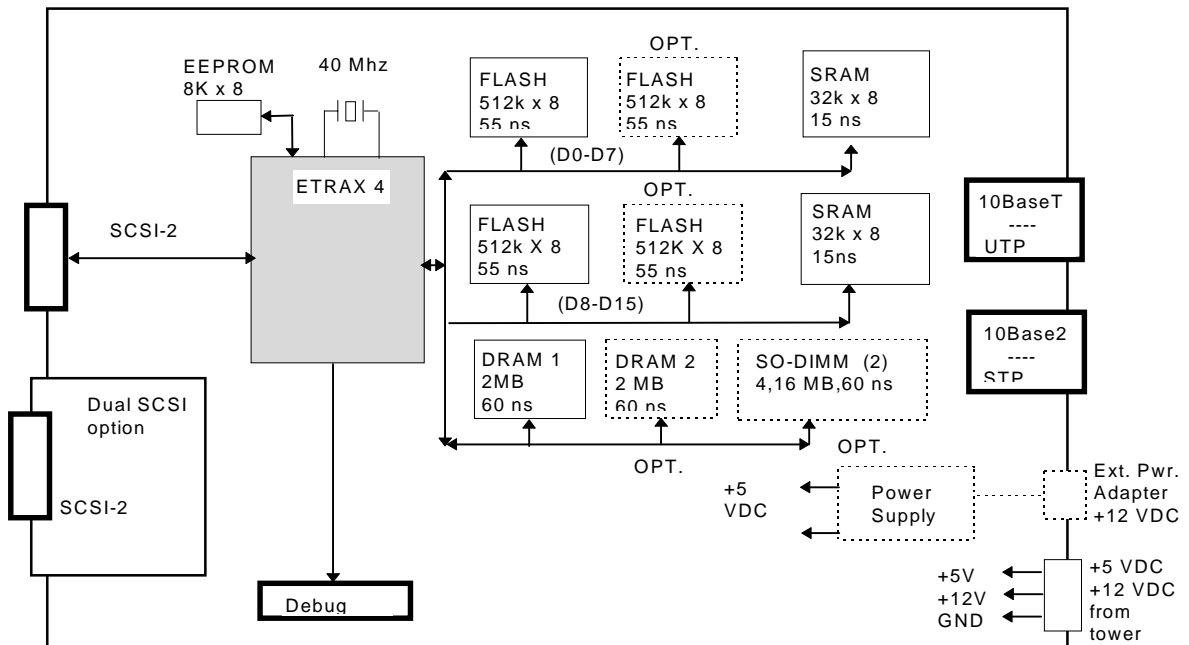 EEPROM
8K x 8
40 Mhz
FLASH
512k x 8
55 ns
OPT.
FLASH
512k x 8
55 ns
SRAM
32k x 8
15 ns
(D0-D7)
ETRAX 4
SCSI-2
OPT.
FLASH
512k X 8
55 ns
FLASH
512K X 8
55 ns
SRAM
32k x 8
15ns
(D8-D15)
10BaseT
----
UTP
10Base2
----
STP
DRAM 1
2MB
60 ns
DRAM 2
2 MB
60 ns
SO-DIMM (2)
4,16 MB,60 ns
OPT.
OPT.
Dual SCSI
option
SCSI-2
+5
VDC
Power
Supply
Ext. Pwr.
Adapter
+12 VDC
+5V
+12V
GND
+5 VDC
+12 VDC
from
tower
Debug